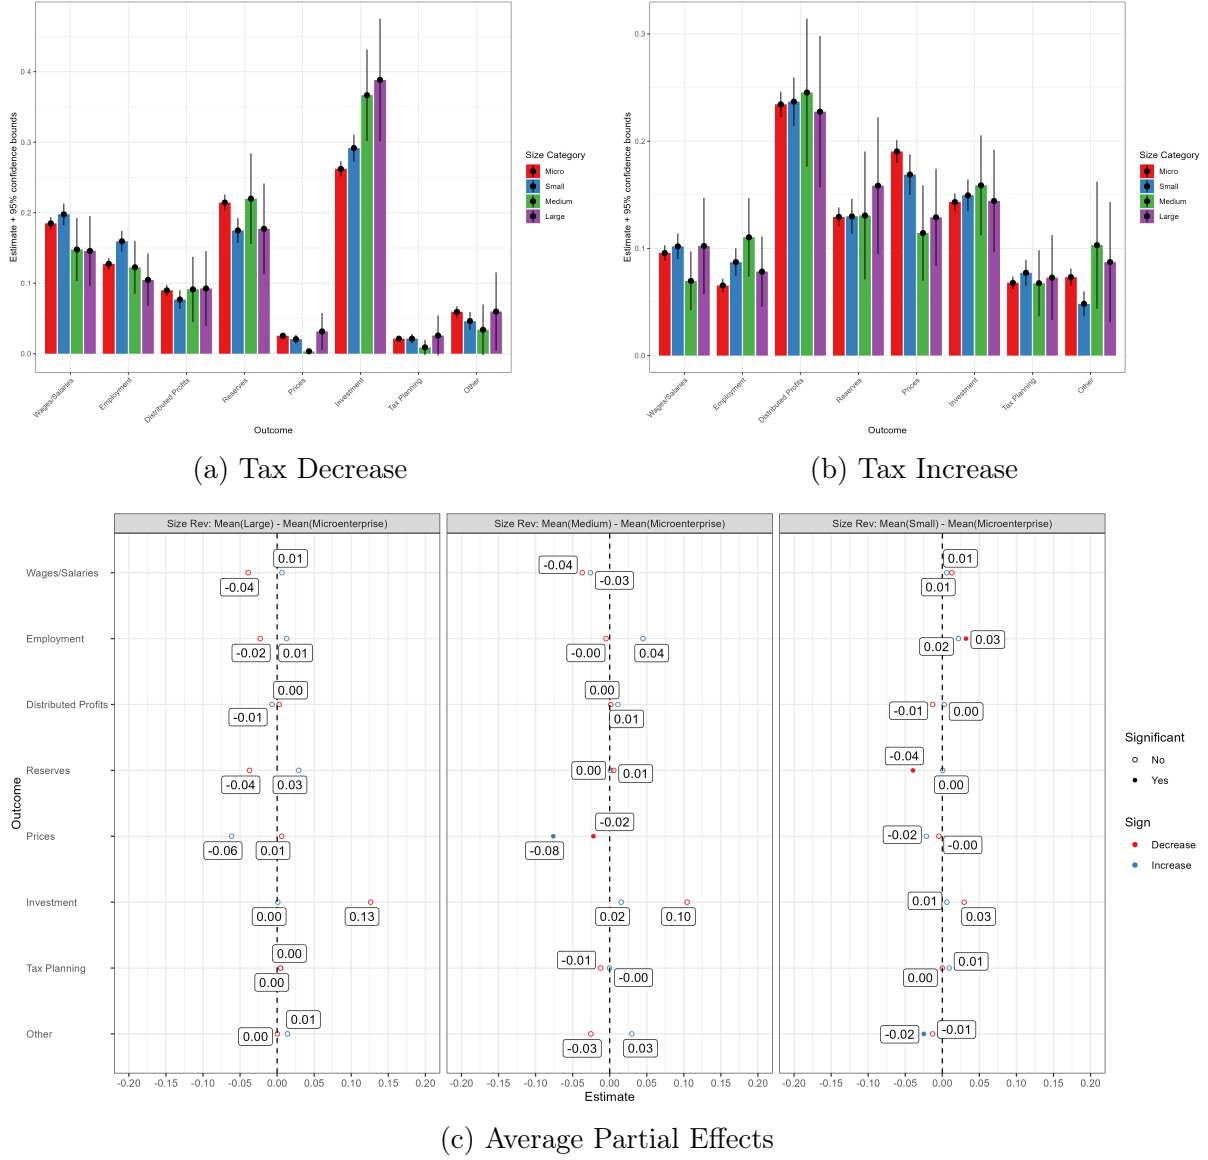 Estimate + 95% confidence bounds
0.4
0.3
0.2
0.1
0.0
Wages/Salaries
Employment
Distributed Profits
Reserves
Prices
Investment
Tax Planning
Other
Outcome
Size Category
Micro
Small
Medium
Large
(a) Tax Decrease
Estimate + 95% confidence bounds
0.3
0.2
0.1
0.0
Wages/Salaries
Employment
Distributed Profits
Reserves
Prices
Investment
Tax Planning
Other
Outcome
Size Category
Micro
Small
Medium
Large
(b) Tax Increase
Size Rev: Mean(Large) - Mean(Microenterprise)
Size Rev: Mean(Medium) - Mean(Microenterprise)
Size Rev: Mean(Small) - Mean(Microenterprise)
Outcome
Wages/Salaries
0.01
-0.04
-0.04
-0.03
0.01
0.01
Employment
-0.02
0.01
-0.00
0.04
0.02
0.03
Distributed Profits
0.00
-0.01
0.00
0.01
-0.01
0.00
Reserves
-0.04
0.03
0.00
0.01
-0.04
0.00
Prices
-0.06
0.01
-0.02
-0.08
-0.02
-0.00
Investment
0.00
0.13
0.02
0.10
0.01
0.03
Tax Planning
0.00
0.00
-0.01
-0.00
0.00
0.01
Other
0.00
0.01
-0.03
0.03
-0.02
-0.01
-0.20 -0.15 -0.10 -0.05 0.00 0.05 0.10 0.15 0.20
-0.20 -0.15 -0.10 -0.05 0.00 0.05 0.10 0.15 0.20
-0.20 -0.15 -0.10 -0.05 0.00 0.05 0.10 0.15 0.20
Estimate
Significant
No
Yes
Sign
Decrease
Increase
(c) Average Partial Effects